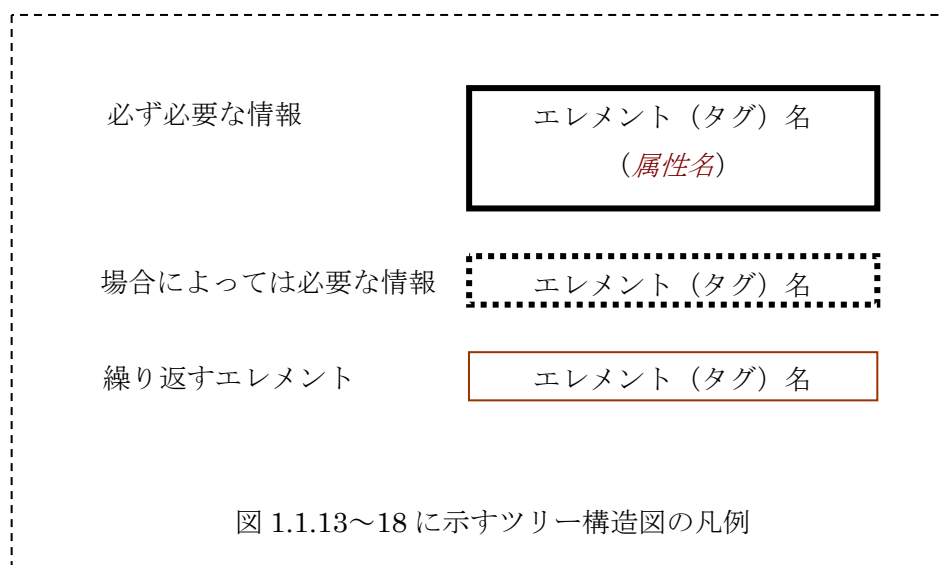 必ず必要な情報
エレメント（タグ）名
（属性名）
場合によっては必要な情報
エレメント（タグ）名
繰り返すエレメント
エレメント（タグ）名
図 1.1.13～18 に示すツリー構造図の凡例